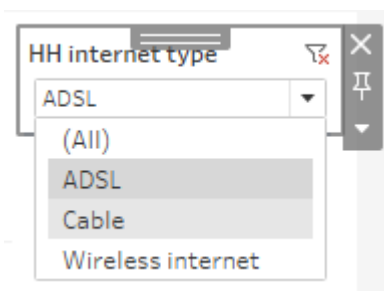 HH internet type
ADSL
(All)
ADSL
Cable
Wireless internet